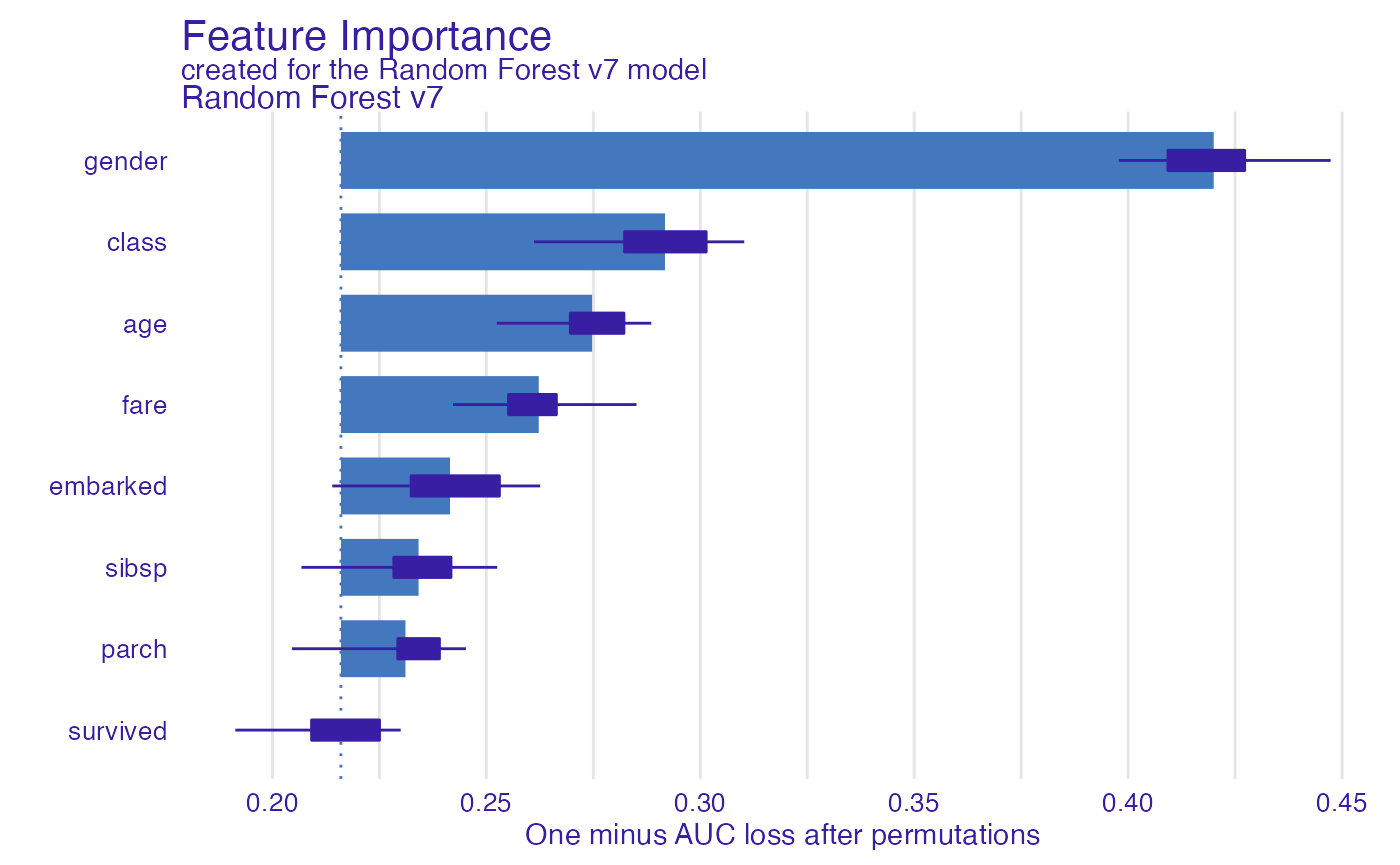 Feature Importance
created for the Random Forest v7 model
Random Forest v7
gender
class
age
fare
embarked
sibsp
parch
survived
0.20 0.25 0.30 0.35 0.40 0.45
One minus AUC loss after permutations